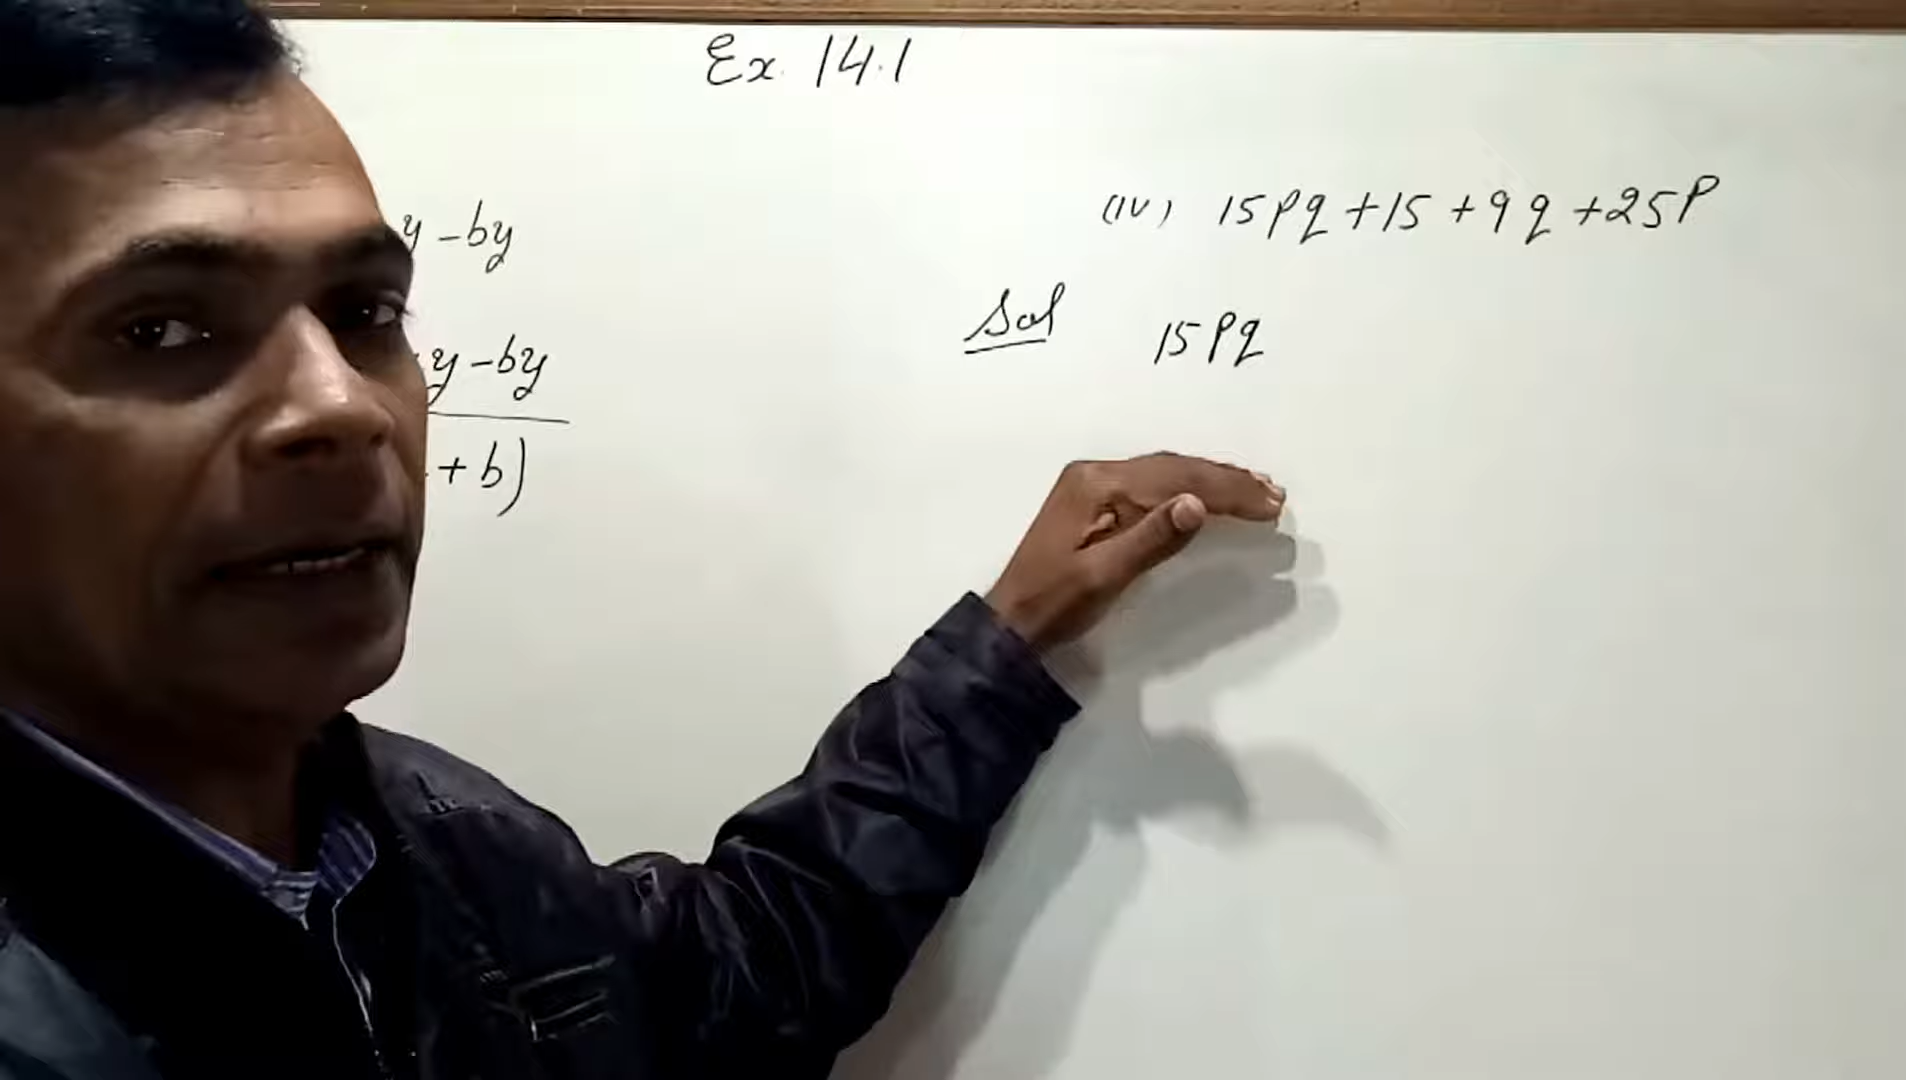 Ex. 14.1
y - by
y - by
+ b)
(IV) 15Pq + 15 + 9q + 25P
Sol 15Pq